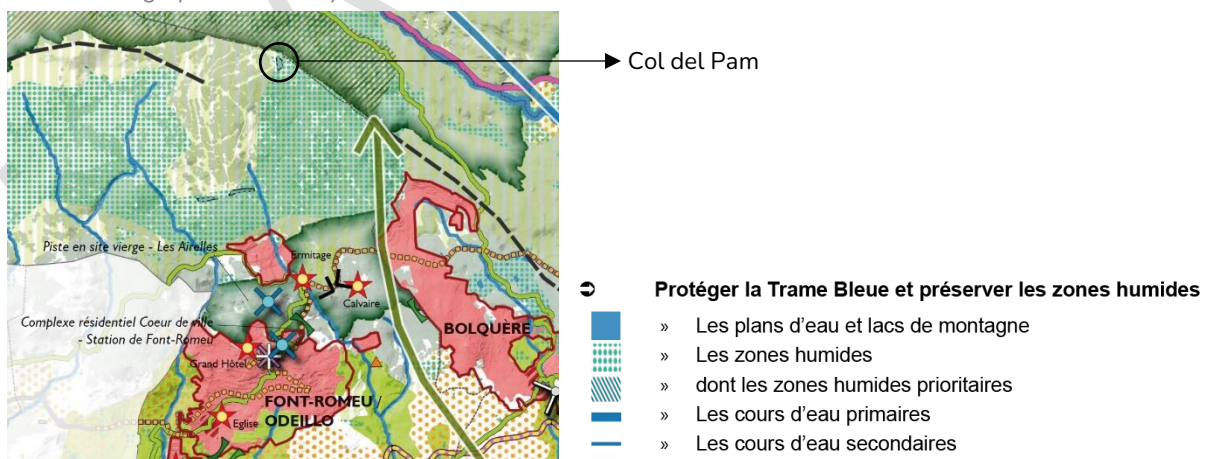 Col del Pam
Piste en site vierge - Les Airelles
Ermitage
Calvaire
Complexe résidentiel Coeur de ville
- Station de Font-Romeu
Grand Hôtel
BOLQUÈRE
FONT-ROMEU /
ODEILLO
Eglise
Protéger la Trame Bleue et préserver les zones humides
» Les plans d’eau et lacs de montagne
» Les zones humides
» dont les zones humides prioritaires
» Les cours d’eau primaires
» Les cours d’eau secondaires